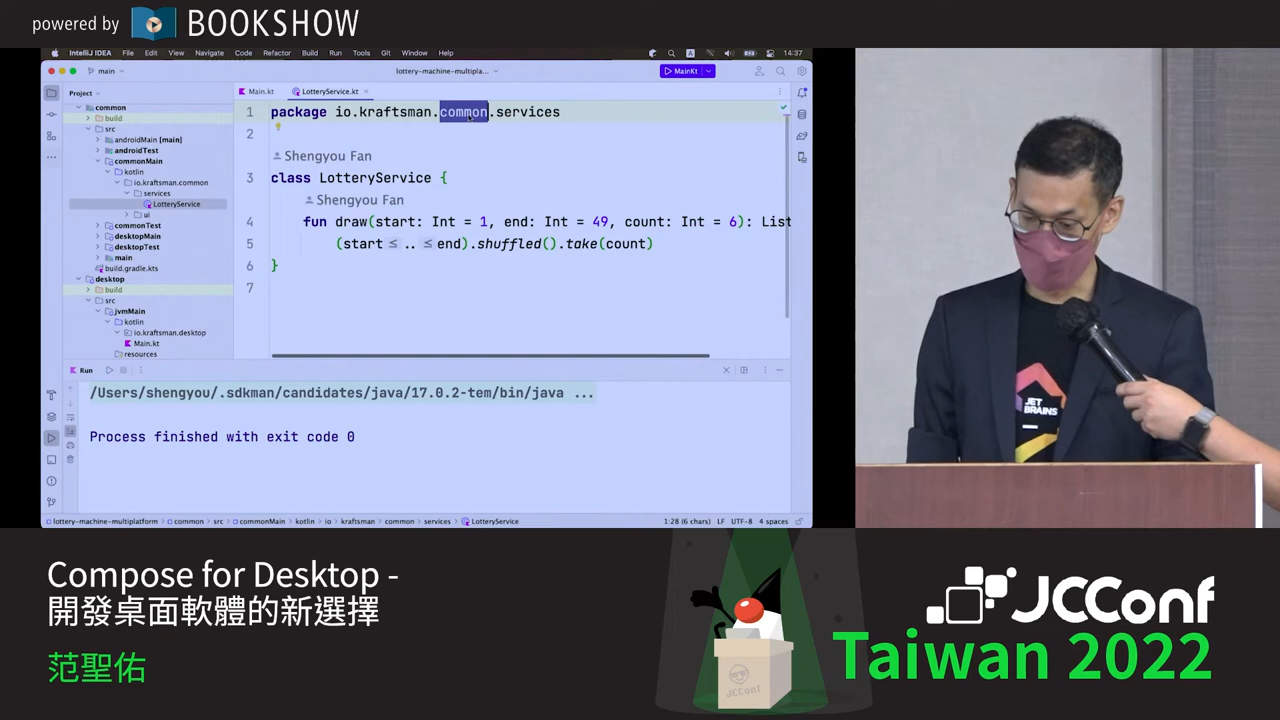 powered by BOOKSHOW
IntelliJ IDEA File Edit View Navigate Code Refactor Build Run Tools Git Window Help 14:37
main lottery-machine-multipla... MainKt
Project
Main.kt LotteryService.kt
common
build
src
androidMain [main]
androidTest
commonMain
kotlin
io.kraftsman.common
services
LotteryService
ui
commonTest
desktopMain
desktopTest
main
build.gradle.kts
desktop
build
src
jvmMain
kotlin
io.kraftsman.desktop
Main.kt
resources
1 package io.kraftsman.common.services
2
Shengyou Fan
3 class LotteryService {
Shengyou Fan
4 fun draw(start: Int = 1, end: Int = 49, count: Int = 6): List
5 (start ≤ .. ≤ end).shuffled().take(count)
6 }
7
Run
/Users/shengyou/.sdkman/candidates/java/17.0.2-tem/bin/java ...
Process finished with exit code 0
lottery-machine-multiplatform common src commonMain kotlin io kraftsman common services LotteryService 1:28 (6 chars) LF UTF-8 4 spaces
JET
BRAINS
Compose for Desktop -
開發桌面軟體的新選擇
范聖佑
JCConf
JCConf
Taiwan 2022